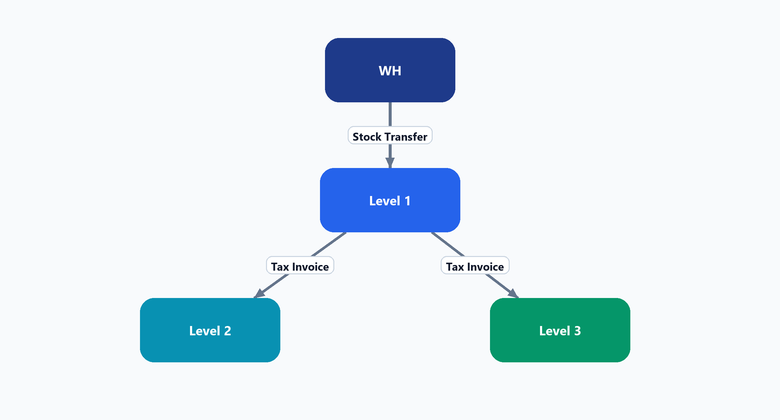 WH
Stock Transfer
Level 1
Tax Invoice
Tax Invoice
Level 2
Level 3